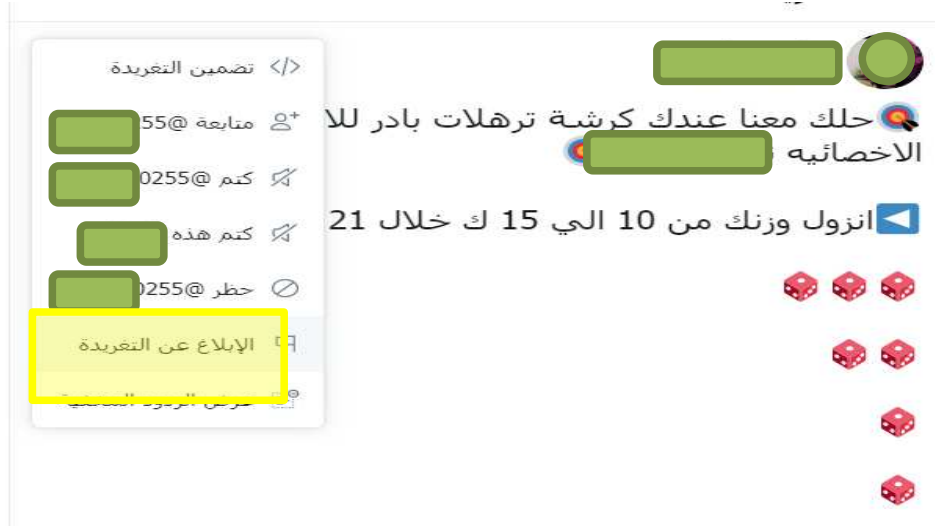 حلك معنا عندك كرشة ترهلات بادر للا
الاخصائيه
انزول وزنك من 10 الي 15 ك خلال 21
تضمين التغريدة
متابعة @55
كتم @0255
كتم هذه
حظر @0255
الإبلاغ عن التغريدة